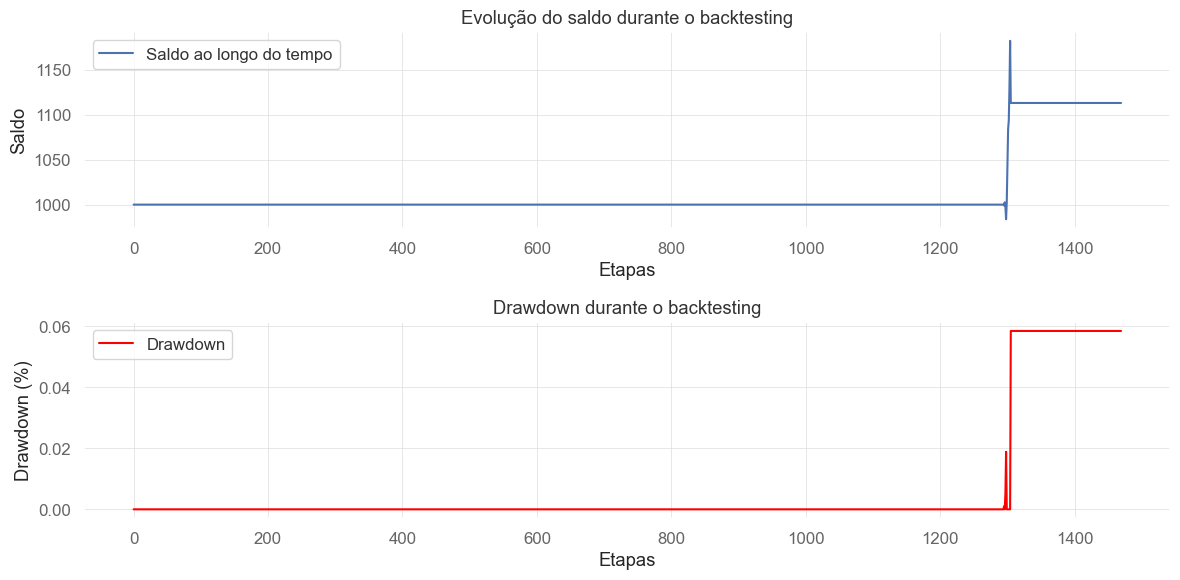 Evolução do saldo durante o backtesting
Saldo ao longo do tempo
1150
1100
1050
1000
Saldo
0 200 400 600 800 1000 1200 1400
Etapas
Drawdown durante o backtesting
Drawdown
0.06
0.04
0.02
0.00
Drawdown (%)
0 200 400 600 800 1000 1200 1400
Etapas